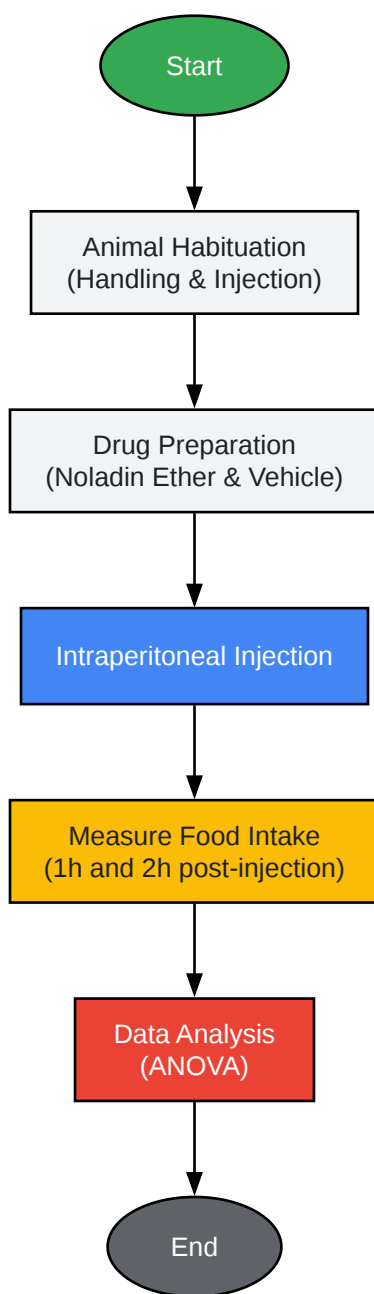 Start
Animal Habituation
(Handling & Injection)
Drug Preparation
(Noladin Ether & Vehicle)
Intraperitoneal Injection
Measure Food Intake
(1h and 2h post-injection)
Data Analysis
(ANOVA)
End